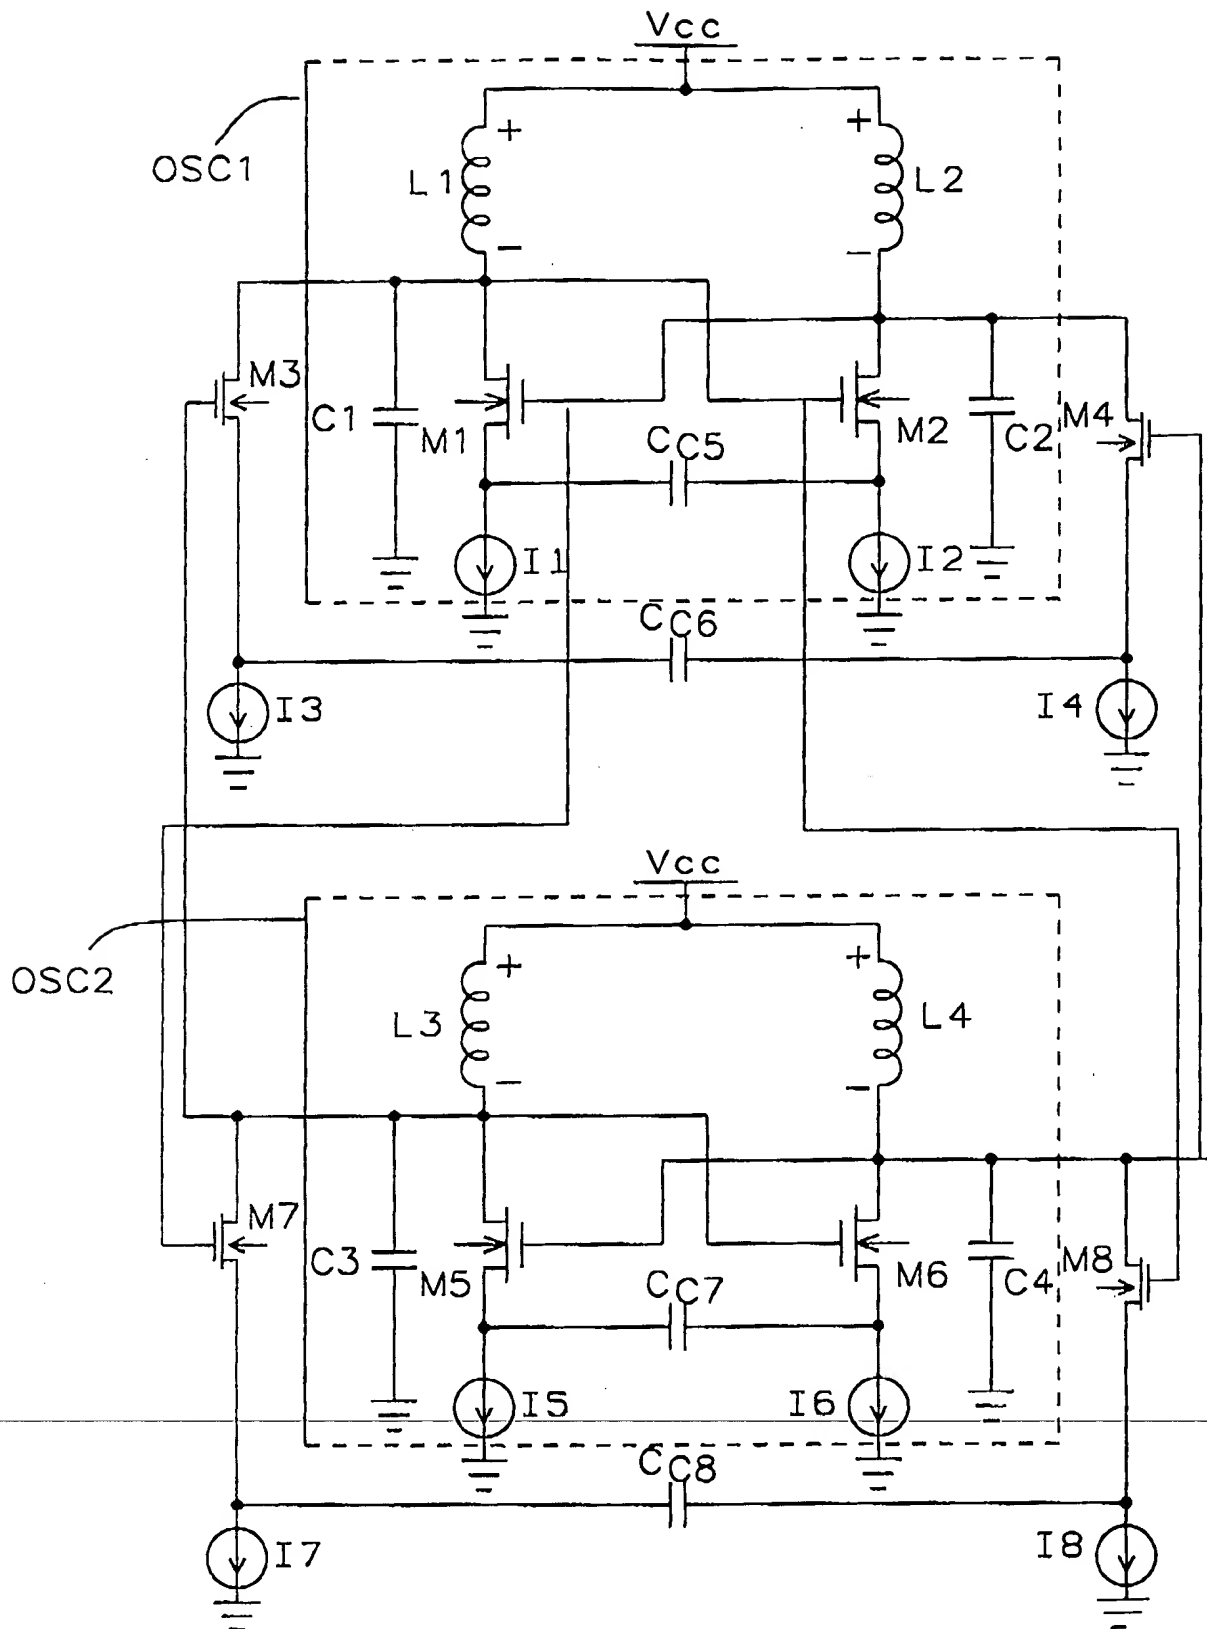 Vcc
OSC1
+
+
L1
L2
−
−
M3
C1
M1
CC5
M2
C2
M4
I1
I2
CC6
I3
I4
Vcc
OSC2
+
+
L3
L4
−
−
M7
C3
M5
CC7
M6
C4
M8
I5
I6
CC8
I7
I8